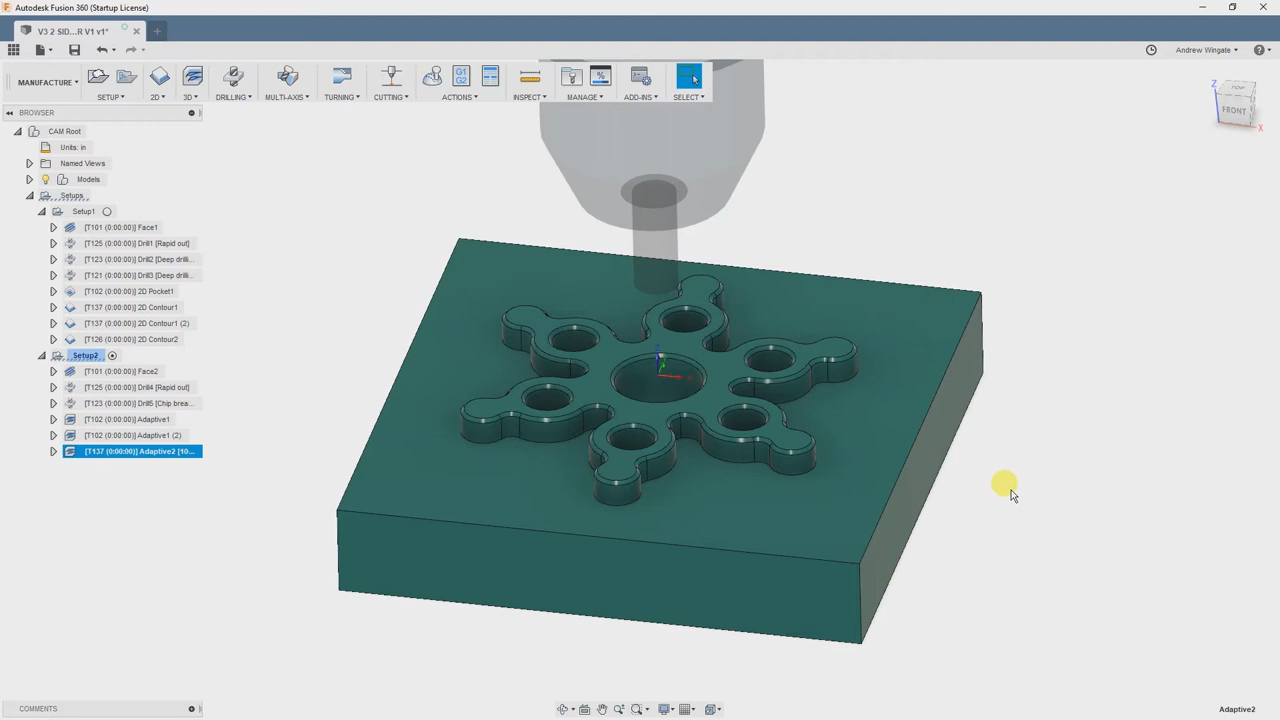 Autodesk Fusion 360 (Startup License)
V3 2 SID...R V1 v1*
Andrew Wingate
MANUFACTURE
SETUP
2D
3D
DRILLING
MULTI-AXIS
TURNING
CUTTING
G1
G2
ACTIONS
INSPECT
%
MANAGE
ADD-INS
SELECT
Z
TOP
FRONT
X
BROWSER
CAM Root
Units: in
Named Views
Models
Setups
Setup1
[T101 (0:00:00)] Face1
[T125 (0:00:00)] Drill1 [Rapid out]
[T123 (0:00:00)] Drill2 [Deep drilli...
[T121 (0:00:00)] Drill3 [Deep drilli...
[T102 (0:00:00)] 2D Pocket1
[T137 (0:00:00)] 2D Contour1
[T137 (0:00:00)] 2D Contour1 (2)
[T126 (0:00:00)] 2D Contour2
Setup2
[T101 (0:00:00)] Face2
[T125 (0:00:00)] Drill4 [Rapid out]
[T123 (0:00:00)] Drill5 [Chip brea...
[T102 (0:00:00)] Adaptive1
[T102 (0:00:00)] Adaptive1 (2)
[T137 (0:00:00)] Adaptive2 [10...
COMMENTS
Adaptive2